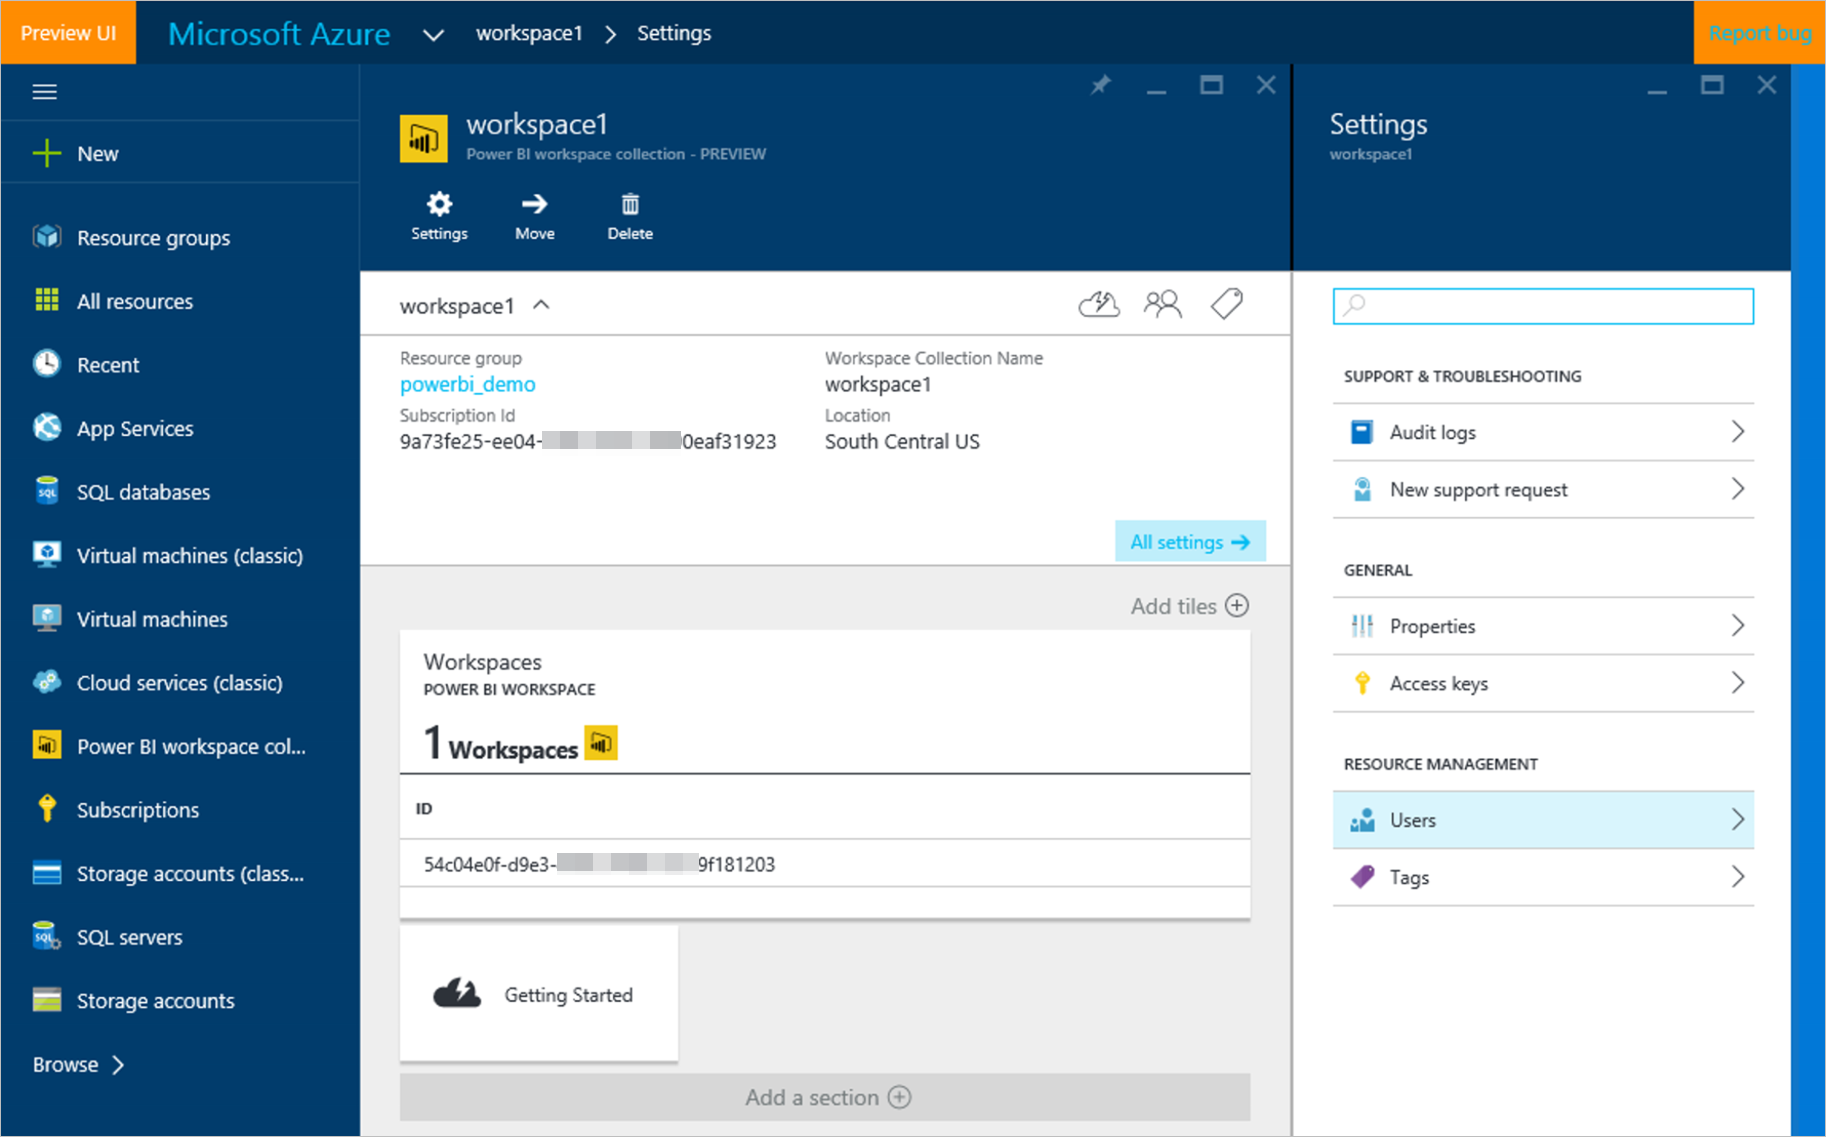 Preview UI
Microsoft Azure
workspace1 > Settings
Report bug
New
Resource groups
All resources
Recent
App Services
SQL databases
Virtual machines (classic)
Virtual machines
Cloud services (classic)
Power BI workspace col...
Subscriptions
Storage accounts (class...
SQL servers
Storage accounts
Browse >
workspace1
Power BI workspace collection - PREVIEW
Settings
Move
Delete
workspace1
Resource group
powerbi_demo
Subscription Id
9a73fe25-ee04-
0eaf31923
Workspace Collection Name
workspace1
Location
South Central US
All settings →
Add tiles
Workspaces
POWER BI WORKSPACE
1 Workspaces
ID
54c04e0f-d9e3-
9f181203
Getting Started
Add a section
Settings
workspace1
SUPPORT & TROUBLESHOOTING
Audit logs
New support request
GENERAL
Properties
Access keys
RESOURCE MANAGEMENT
Users
Tags